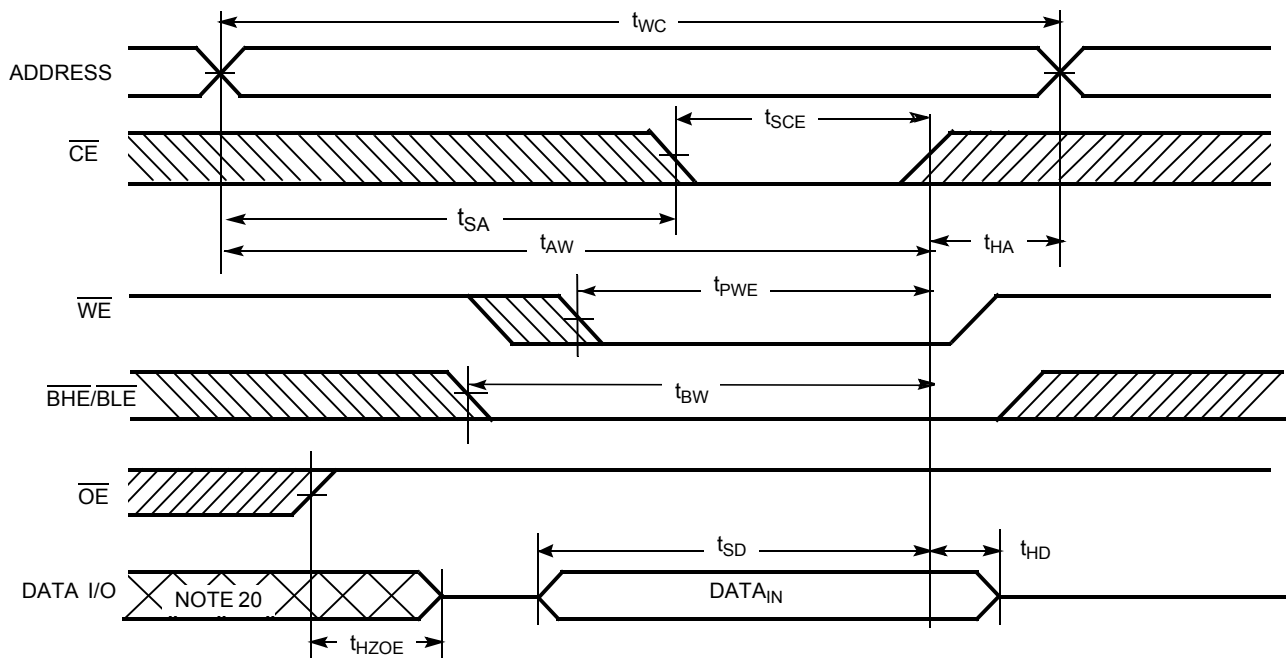 tWC
ADDRESS
tSCE
CE
tSA
tAW
tHA
tPWE
WE
BHE/BLE
tBW
OE
tSD
tHD
DATA I/O
NOTE 20
DATAIN
tHZOE